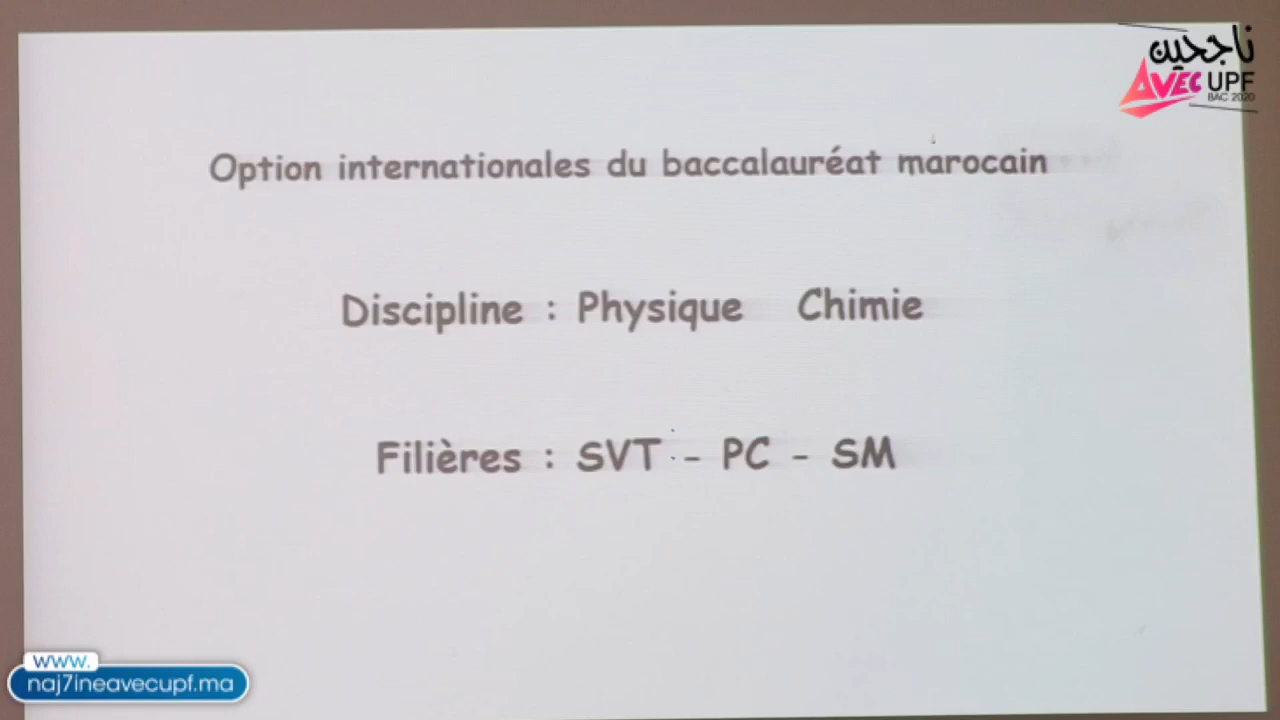 ناجحين
AVEC UPF
BAC 2020
Option internationales du baccalauréat marocain
Discipline : Physique Chimie
Filières : SVT - PC - SM
www.
naj7ineavecupf.ma